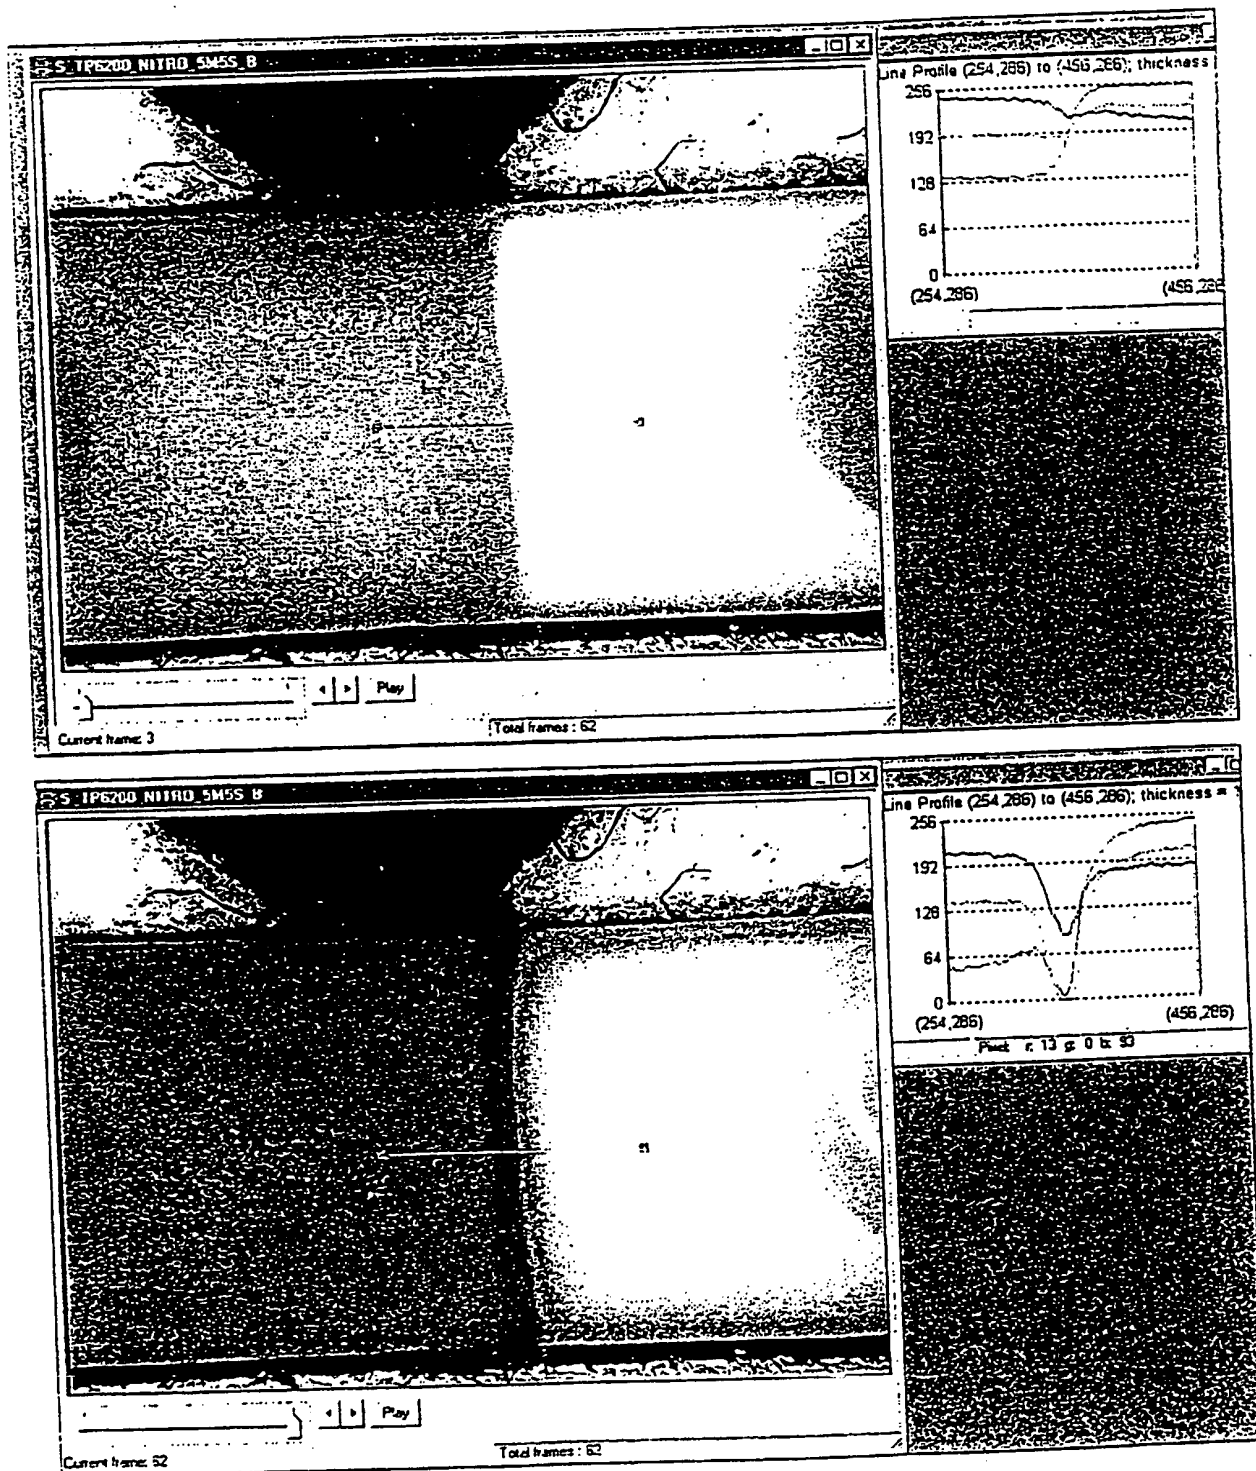 S_TP6200_NITRO_5M5S_B
Line Profile (254,286) to (456,286); thickness
256
192
128
64
0
(254,286)
(456,286
Play
Current frame: 3
Total frames : 62
S_TP6200_NITRO_5M5S_B
Line Profile (254,286) to (456,286); thickness =
256
192
128
64
0
(254,286)
(456,286)
Pixel: r: 13 g: 0 b: 93
Play
Current frame: 62
Total frames : 62